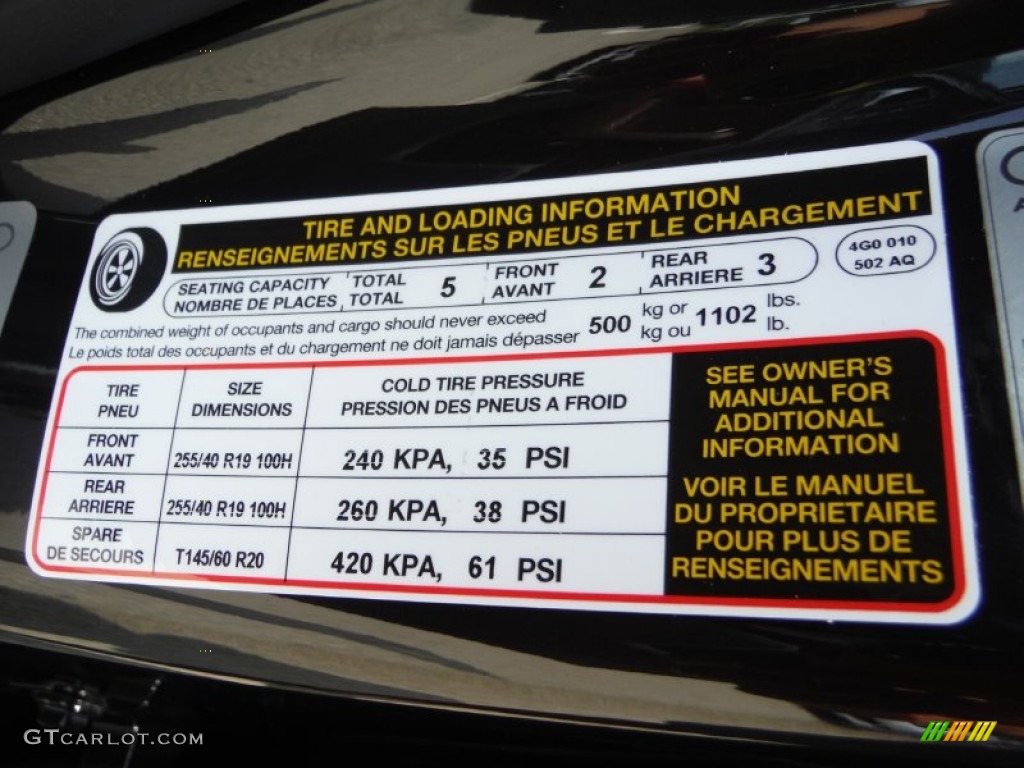 TIRE AND LOADING INFORMATION
RENSEIGNEMENTS SUR LES PNEUS ET LE CHARGEMENT
SEATING CAPACITY TOTAL 5 FRONT 2 REAR 3
NOMBRE DE PLACES TOTAL AVANT ARRIERE
4G0 010
502 AQ
The combined weight of occupants and cargo should never exceed 500 kg or 1102 lbs.
Le poids total des occupants et du chargement ne doit jamais dépasser kg ou lb.
TIRE SIZE COLD TIRE PRESSURE
PNEU DIMENSIONS PRESSION DES PNEUS A FROID
FRONT
AVANT 255/40 R19 100H 240 KPA, 35 PSI
REAR
ARRIERE 255/40 R19 100H 260 KPA, 38 PSI
SPARE
DE SECOURS T145/60 R20 420 KPA, 61 PSI
SEE OWNER'S
MANUAL FOR
ADDITIONAL
INFORMATION
VOIR LE MANUEL
DU PROPRIETAIRE
POUR PLUS DE
RENSEIGNEMENTS
GTCARLOT.COM